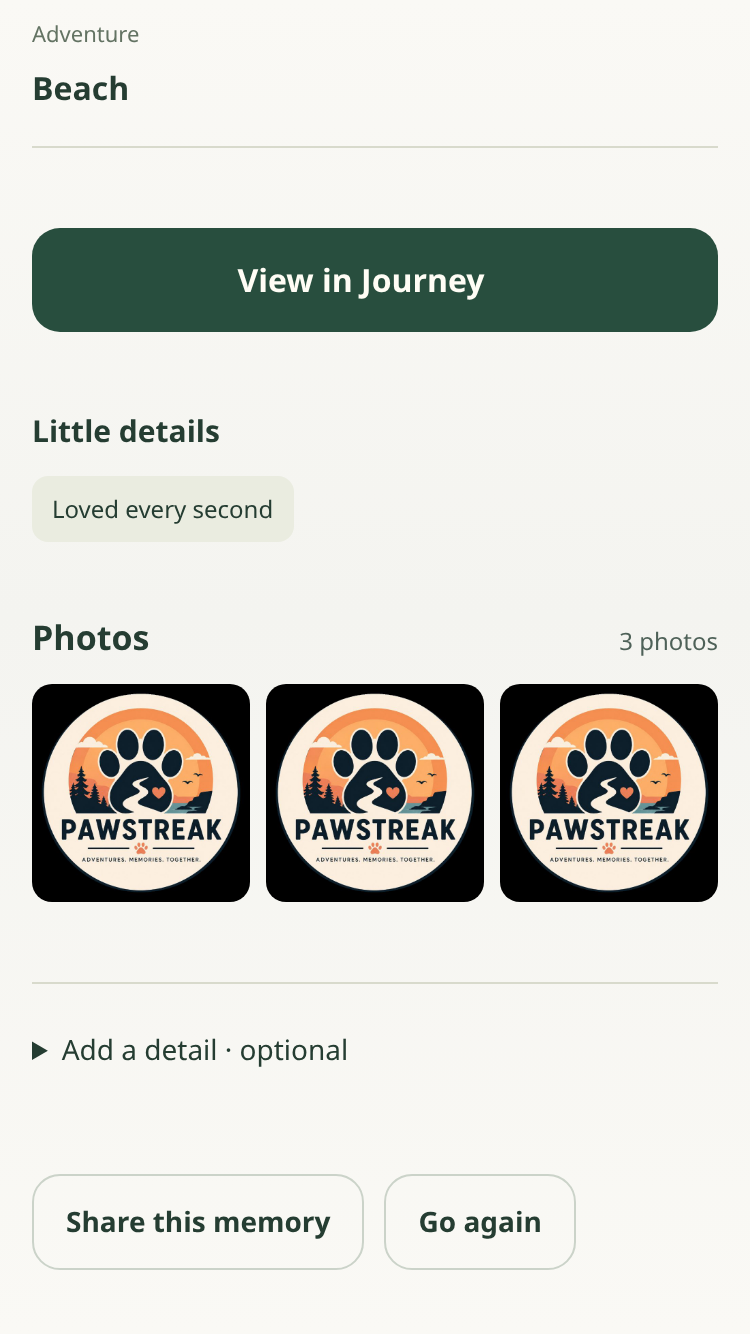 Adventure
Beach
View in Journey
Little details
Loved every second
Photos
3 photos
PAWSTREAK
ADVENTURES. MEMORIES. TOGETHER.
PAWSTREAK
ADVENTURES. MEMORIES. TOGETHER.
PAWSTREAK
ADVENTURES. MEMORIES. TOGETHER.
Add a detail · optional
Share this memory
Go again